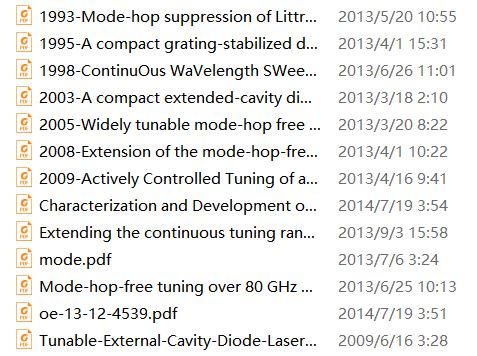 1993-Mode-hop suppression of Littr... 2013/5/20 10:55
1995-A compact grating-stabilized d... 2013/4/1 15:31
1998-ContinuOus WaVelength SWee... 2013/6/26 11:01
2003-A compact extended-cavity di... 2013/3/18 2:10
2005-Widely tunable mode-hop free ... 2013/3/20 8:22
2008-Extension of the mode-hop-fre... 2013/4/1 10:22
2009-Actively Controlled Tuning of a... 2013/4/16 9:41
Characterization and Development o... 2014/7/19 3:54
Extending the continuous tuning ran... 2013/9/3 15:58
mode.pdf 2013/7/6 3:24
Mode-hop-free tuning over 80 GHz ... 2013/6/25 10:13
oe-13-12-4539.pdf 2014/7/19 3:51
Tunable-External-Cavity-Diode-Laser... 2009/6/16 3:28